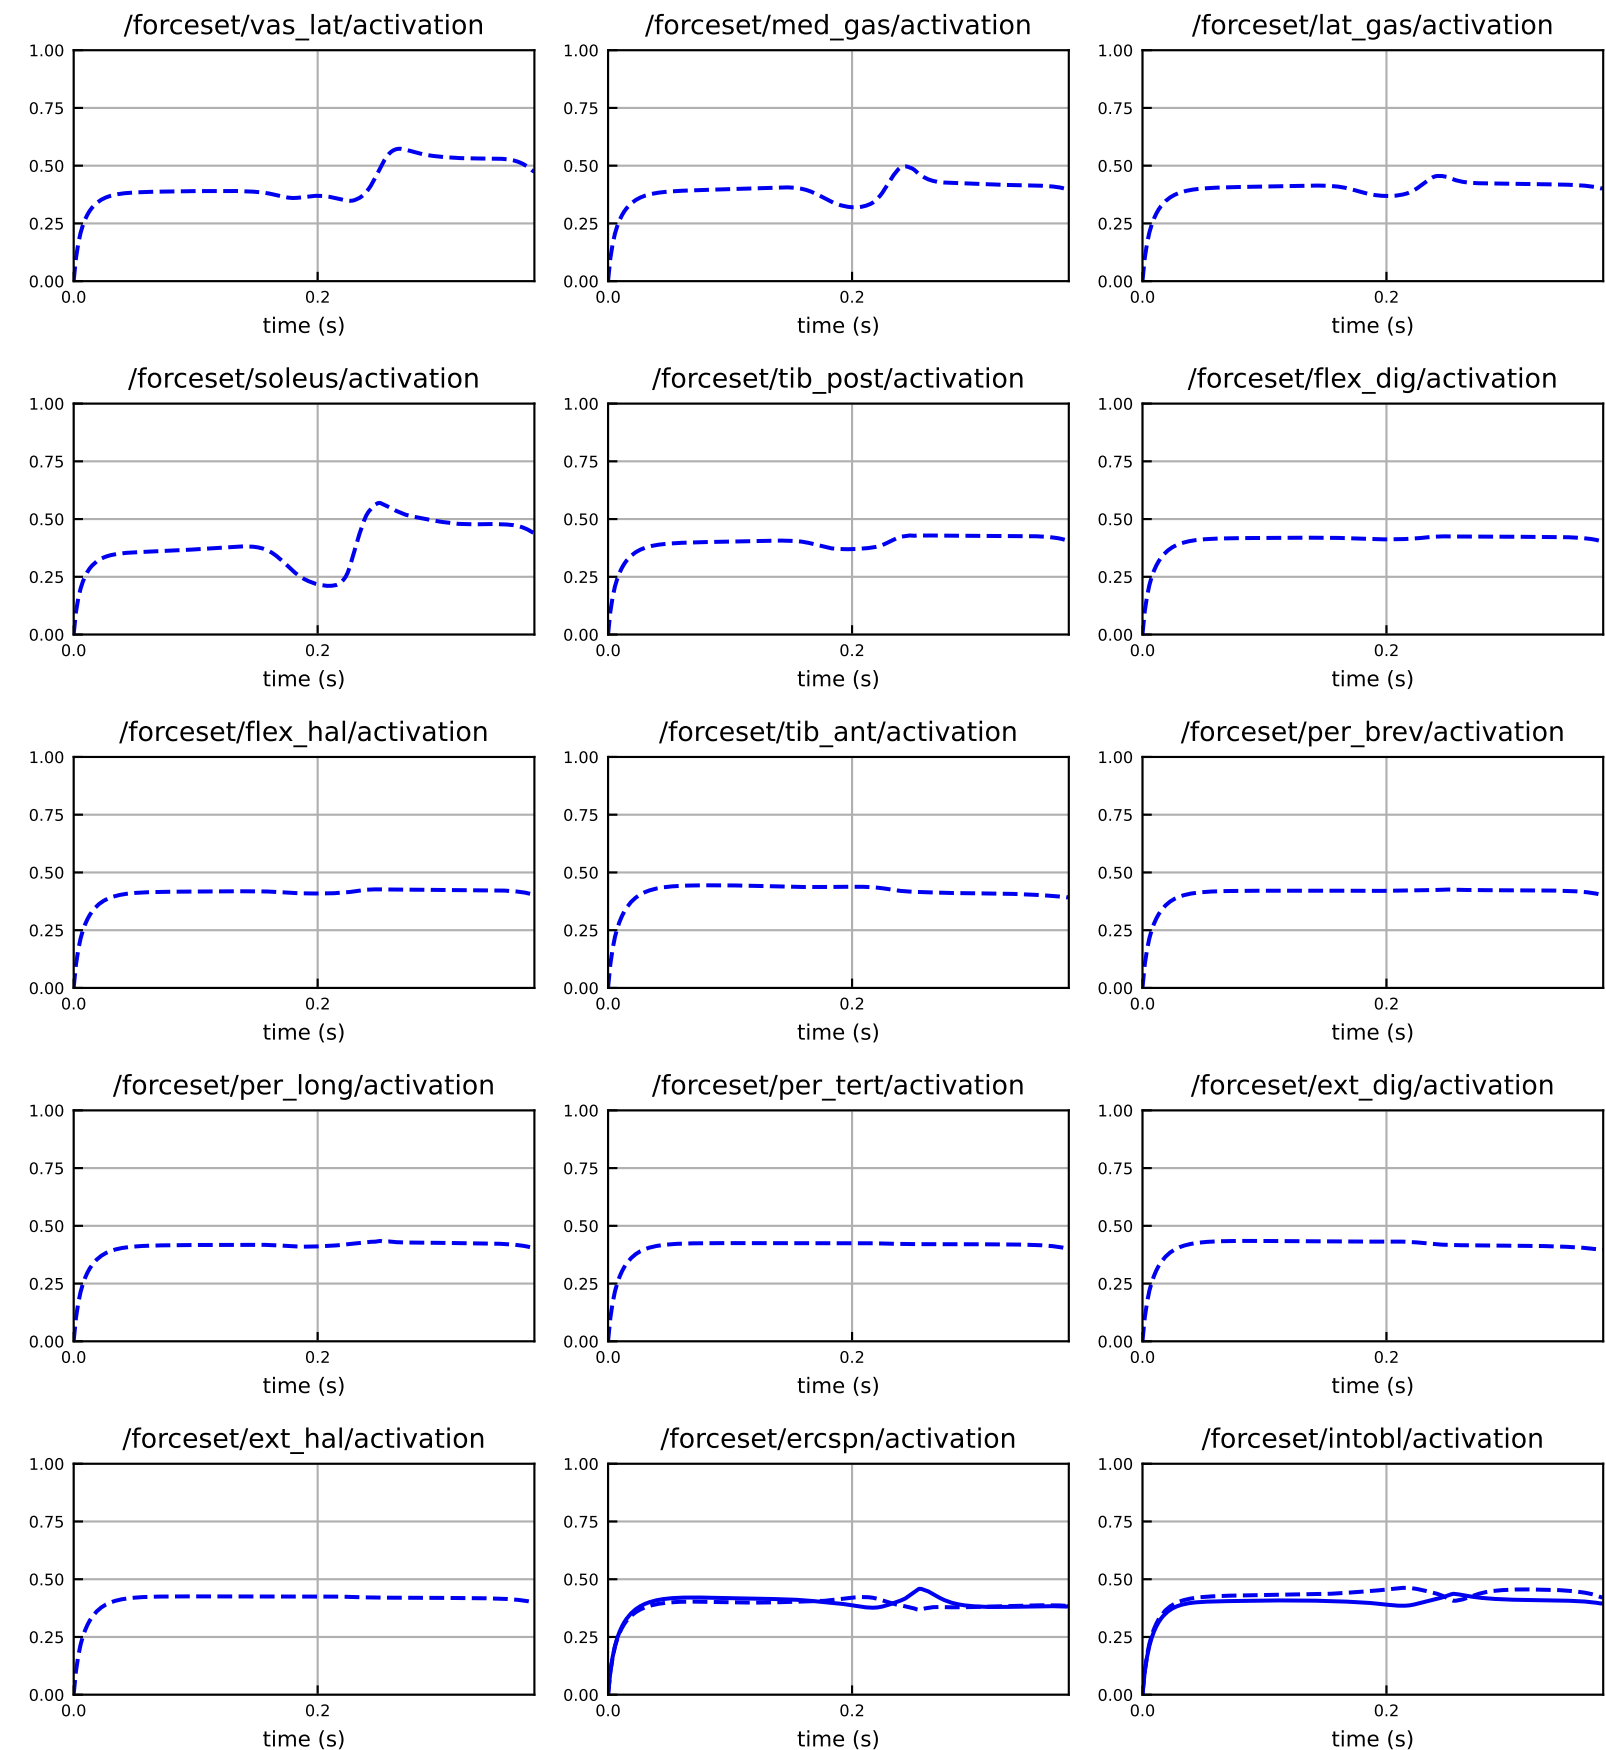 /forceset/vas_lat/activation /forceset/med_gas/activation /forceset/lat_gas/activation
1.00 1.00 1.00
0.75 0.75 0.75
0.50 0.50 0.50
0.25 0.25 0.25
0.00 0.00 0.00
0.0 0.2 0.0 0.2 0.0 0.2
time (s) time (s) time (s)
/forceset/soleus/activation /forceset/tib_post/activation /forceset/flex_dig/activation
1.00 1.00 1.00
0.75 0.75 0.75
0.50 0.50 0.50
0.25 0.25 0.25
0.00 0.00 0.00
0.0 0.2 0.0 0.2 0.0 0.2
time (s) time (s) time (s)
/forceset/flex_hal/activation /forceset/tib_ant/activation /forceset/per_brev/activation
1.00 1.00 1.00
0.75 0.75 0.75
0.50 0.50 0.50
0.25 0.25 0.25
0.00 0.00 0.00
0.0 0.2 0.0 0.2 0.0 0.2
time (s) time (s) time (s)
/forceset/per_long/activation /forceset/per_tert/activation /forceset/ext_dig/activation
1.00 1.00 1.00
0.75 0.75 0.75
0.50 0.50 0.50
0.25 0.25 0.25
0.00 0.00 0.00
0.0 0.2 0.0 0.2 0.0 0.2
time (s) time (s) time (s)
/forceset/ext_hal/activation /forceset/ercspn/activation /forceset/intobl/activation
1.00 1.00 1.00
0.75 0.75 0.75
0.50 0.50 0.50
0.25 0.25 0.25
0.00 0.00 0.00
0.0 0.2 0.0 0.2 0.0 0.2
time (s) time (s) time (s)